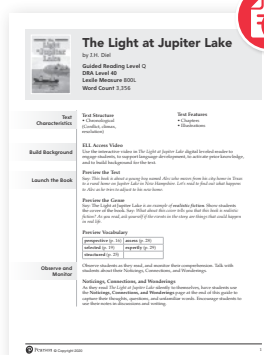 The Light at
Jupiter
Lake
The Light at Jupiter Lake
by J.H. Diel
Guided Reading Level Q
DRA Level 40
Lexile Measure 800L
Word Count 3,356
Text
Characteristics
Text Structure
• Chronological
(Conflict, climax,
resolution)
Text Features
• Chapters
• Illustrations
Build Background
ELL Access Video
Use the interactive video in The Light at Jupiter Lake digital leveled reader to
engage students, to support language development, to activate prior knowledge,
and to build background for the text.
Launch the Book
Preview the Text
Say: This book is about a young boy named Abe who moves from his city home in Texas
to a rural home on Jupiter Lake in New Hampshire. Let's read to find out what happens
to Abe as he tries to adjust to his new home.
Preview the Genre
Say: The Light at Jupiter Lake is an example of realistic fiction. Show students
the cover of the book. Say: What about this cover tells you that this book is realistic
fiction? As you read, ask yourself if the events in the story are things that could happen
in real life.
Preview Vocabulary
perspective (p. 16) access (p. 28)
selected (p. 19) expertly (p. 29)
structured (p. 25)
Observe and
Monitor
Observe students as they read, and monitor their comprehension. Talk with
students about their Noticings, Connections, and Wonderings.
Noticings, Connections, and Wonderings
As they read The Light at Jupiter Lake identify to themselves, have students use
the Noticings, Connections, and Wonderings page at the end of this guide to
capture their thoughts, questions, and unfamiliar words. Encourage students to
use their notes in discussions and writing.
Pearson © Copyright 2020
1